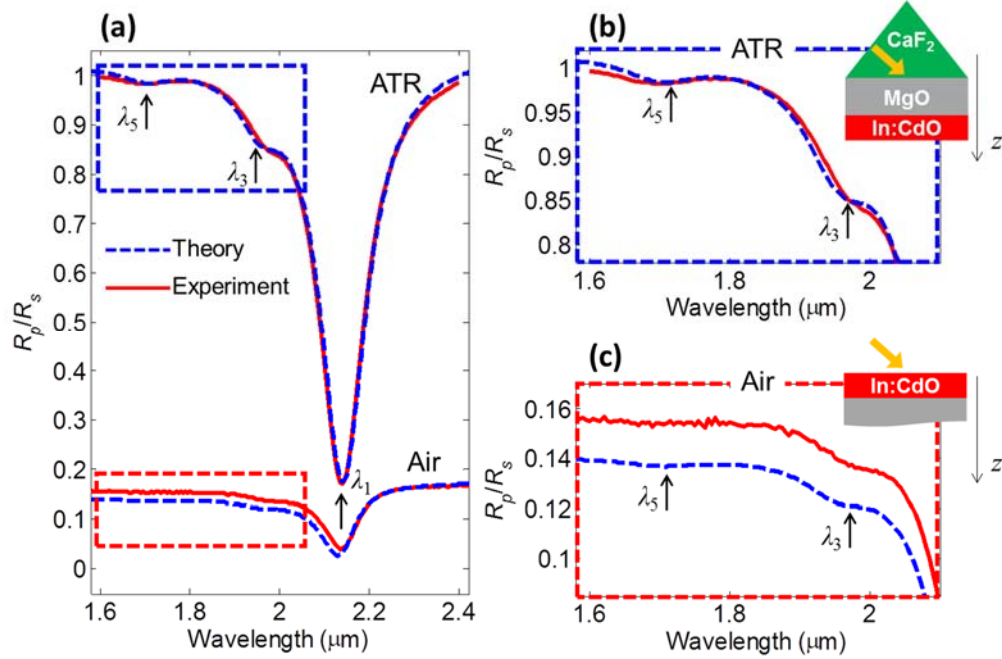 (a)
ATR
λ5
λ3
Theory
Experiment
Air
λ1
1
0.9
0.8
0.7
0.6
0.5
0.4
0.3
0.2
0.1
0
Rp/Rs
1.6
1.8
2
2.2
2.4
Wavelength (μm)
(b)
ATR
CaF2
MgO
In:CdO
z
λ5
λ3
1
0.95
0.9
0.85
0.8
Rp/Rs
1.6
1.8
2
Wavelength (μm)
(c)
Air
In:CdO
z
λ5
λ3
0.16
0.14
0.12
0.1
Rp/Rs
1.6
1.8
2
Wavelength (μm)